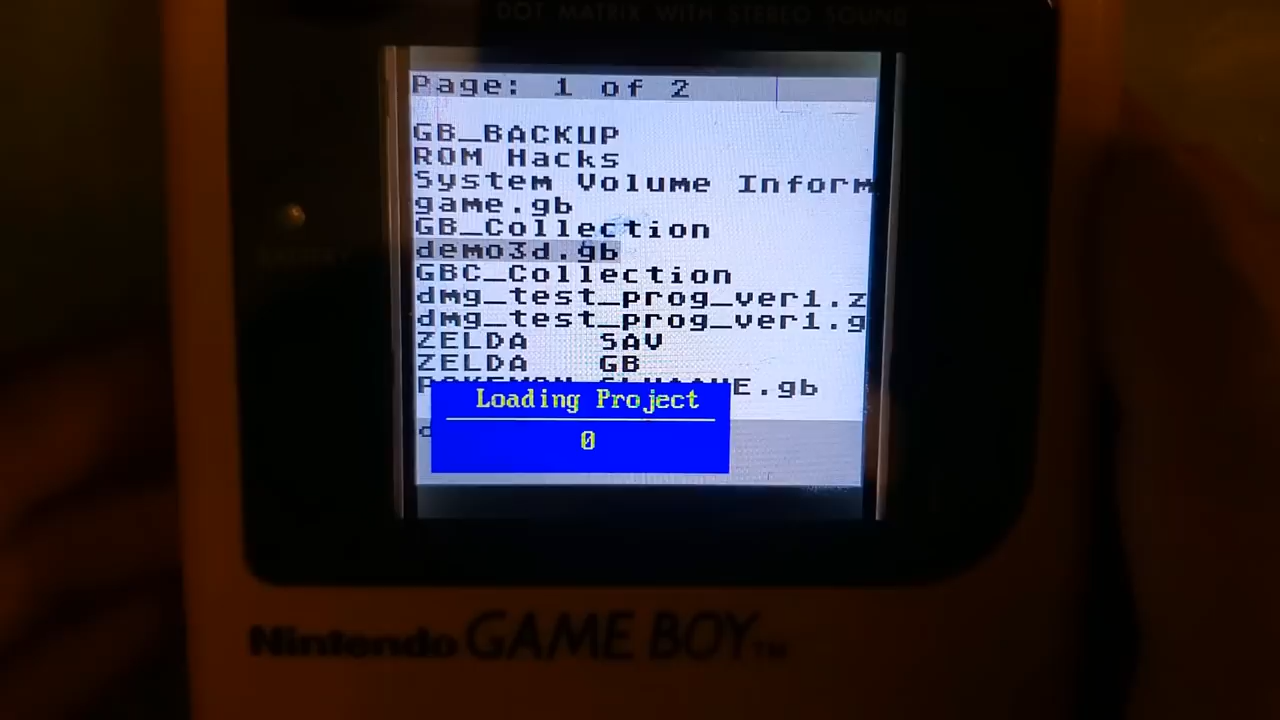 DOT MATRIX WITH STEREO SOUND
Page: 1 of 2
GB_BACKUP
ROM Hacks
System Volume Inform
game.gb
GB_Collection
demo3d.gb
GBC_Collection
dmg_test_prog_ver1.z
dmg_test_prog_ver1.g
ZELDA SAV
ZELDA GB
E.gb
Loading Project
0
Nintendo GAME BOY™